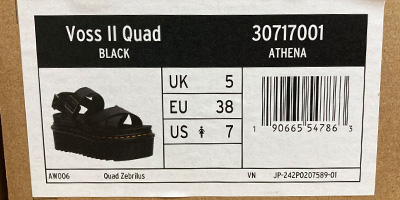 Voss II Quad
BLACK
30717001
ATHENA
UK 5
EU 38
US 7
1 90665 54786 3
AW006
Quad Zebrilus
VN
JP-242P0207589-01